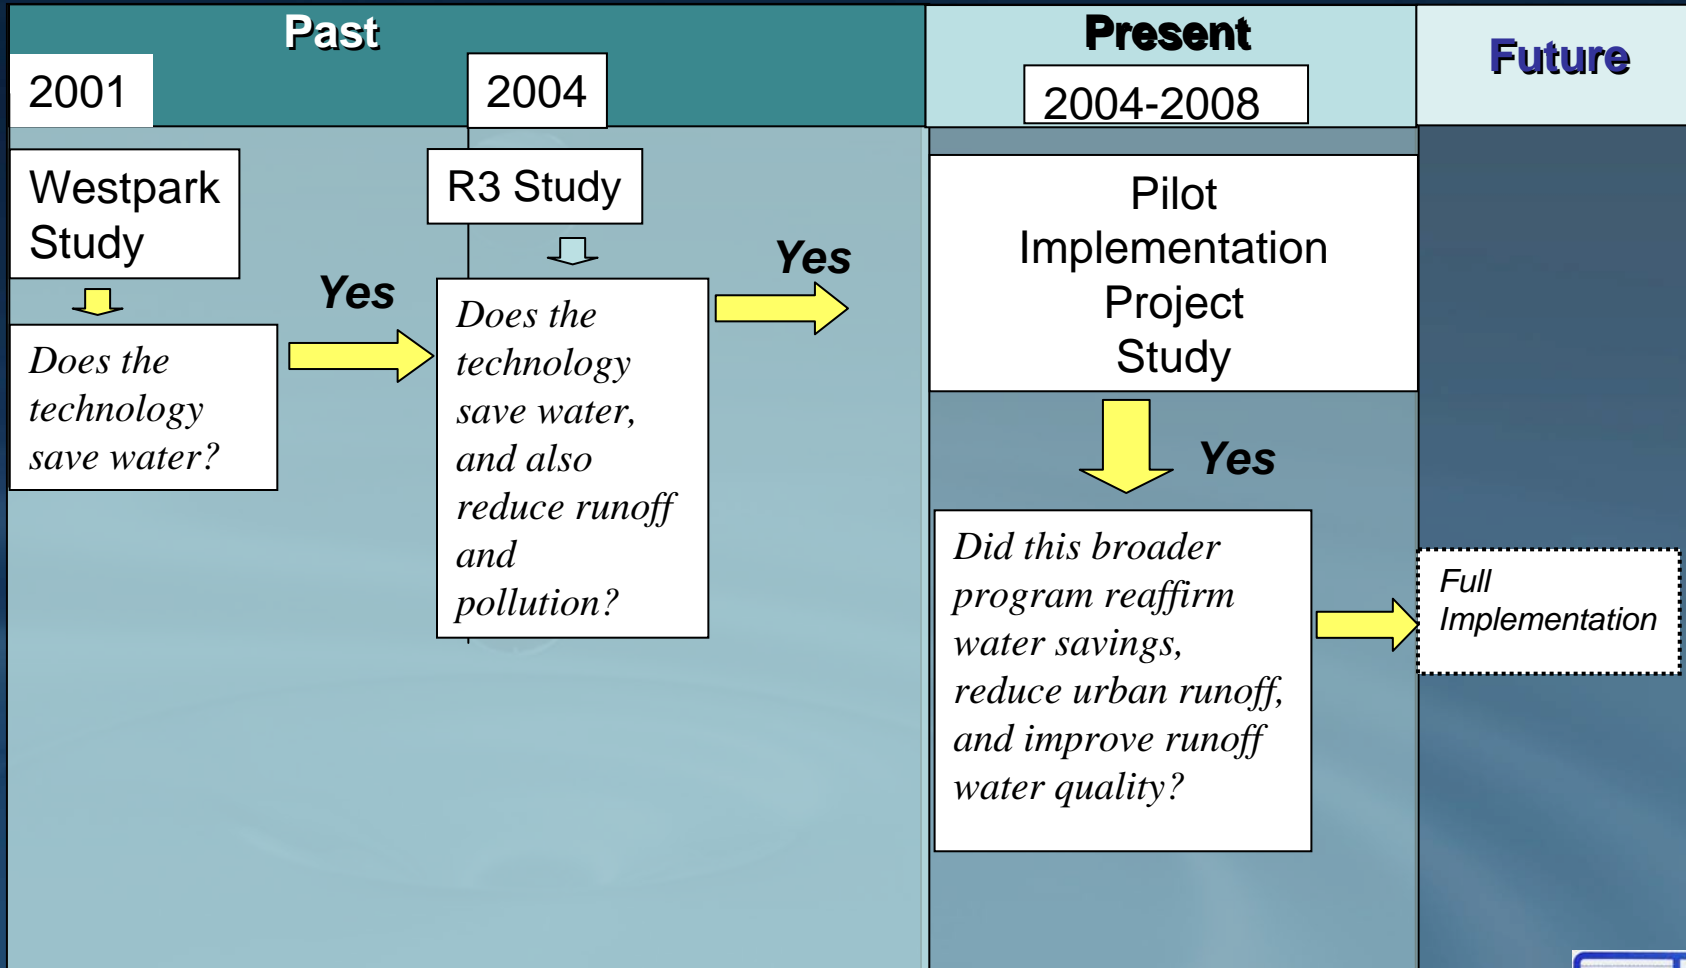 Past
Present
Future
2001
2004
2004-2008
Westpark
Study
R3 Study
Pilot
Implementation
Project
Study
Yes
Yes
Does the
technology
save water?
Does the
technology
save water,
and also
reduce runoff
and
pollution?
Yes
Did this broader
program reaffirm
water savings,
reduce urban runoff,
and improve runoff
water quality?
Full
Implementation